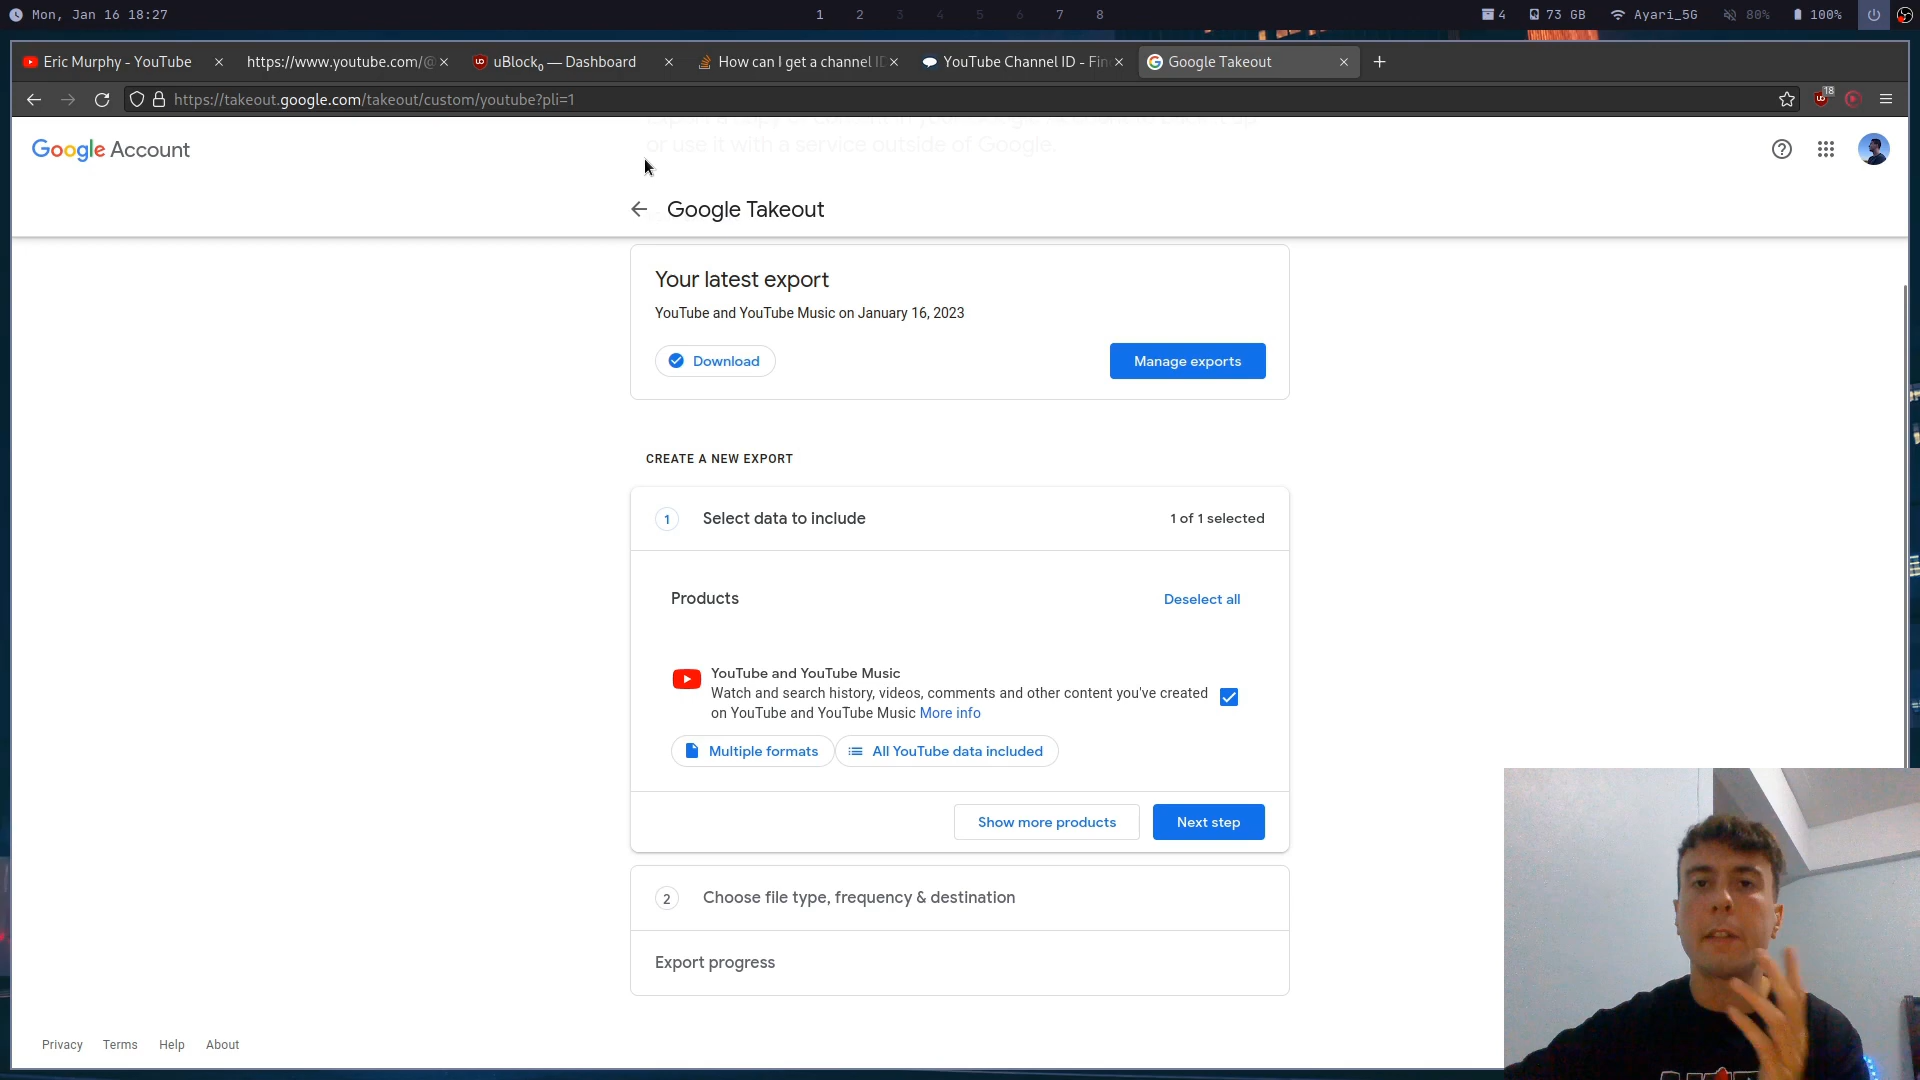 Mon, Jan 16 18:27
1 2 3 4 5 6 7 8
4 73 GB Ayari_5G 80% 100%
Eric Murphy - YouTube
https://www.youtube.com/@
uBlock₀ — Dashboard
How can I get a channel ID
YouTube Channel ID - Fin
Google Takeout
https://takeout.google.com/takeout/custom/youtube?pli=1
18
or use it with a service outside of Google.
Google Account
Google Takeout
Your latest export
YouTube and YouTube Music on January 16, 2023
Download
Manage exports
CREATE A NEW EXPORT
1 Select data to include
1 of 1 selected
Products
Deselect all
YouTube and YouTube Music
Watch and search history, videos, comments and other content you've created
on YouTube and YouTube Music More info
Multiple formats
All YouTube data included
Show more products
Next step
2 Choose file type, frequency & destination
Export progress
Privacy Terms Help About